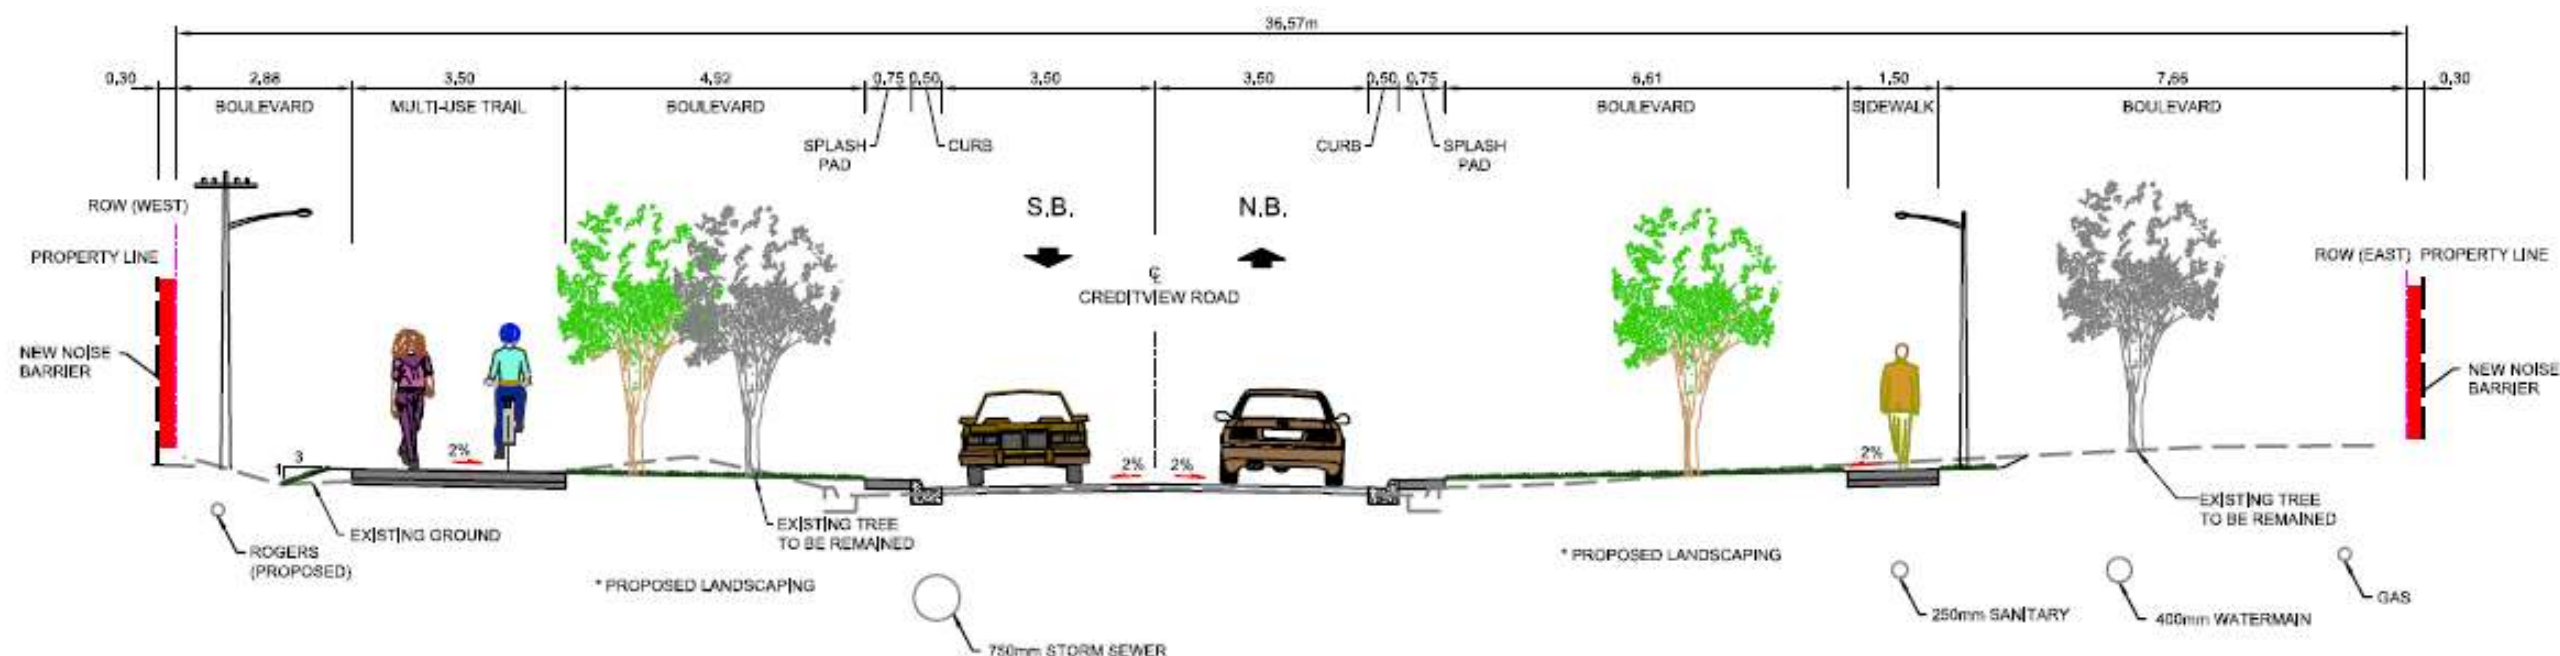 36.57m
0.30 2.88 3.50 4.92 0.75 0.50 3.50 3.50 0.50 0.75 6.61 1.50 7.66 0.30
BOULEVARD MULTI-USE TRAIL BOULEVARD BOULEVARD SIDEWALK BOULEVARD
SPLASH
PAD
CURB
CURB
SPLASH
PAD
ROW (WEST)
S.B.
N.B.
PROPERTY LINE
ROW (EAST) PROPERTY LINE
CL
CREDITVIEW ROAD
NEW NOISE
BARRIER
NEW NOISE
BARRIER
1
3
2%
2%
2%
2%
EXISTING GROUND
ROGERS
(PROPOSED)
EXISTING TREE
TO BE REMAINED
* PROPOSED LANDSCAPING
750mm STORM SEWER
* PROPOSED LANDSCAPING
EXISTING TREE
TO BE REMAINED
250mm SANITARY
400mm WATERMAIN
GAS